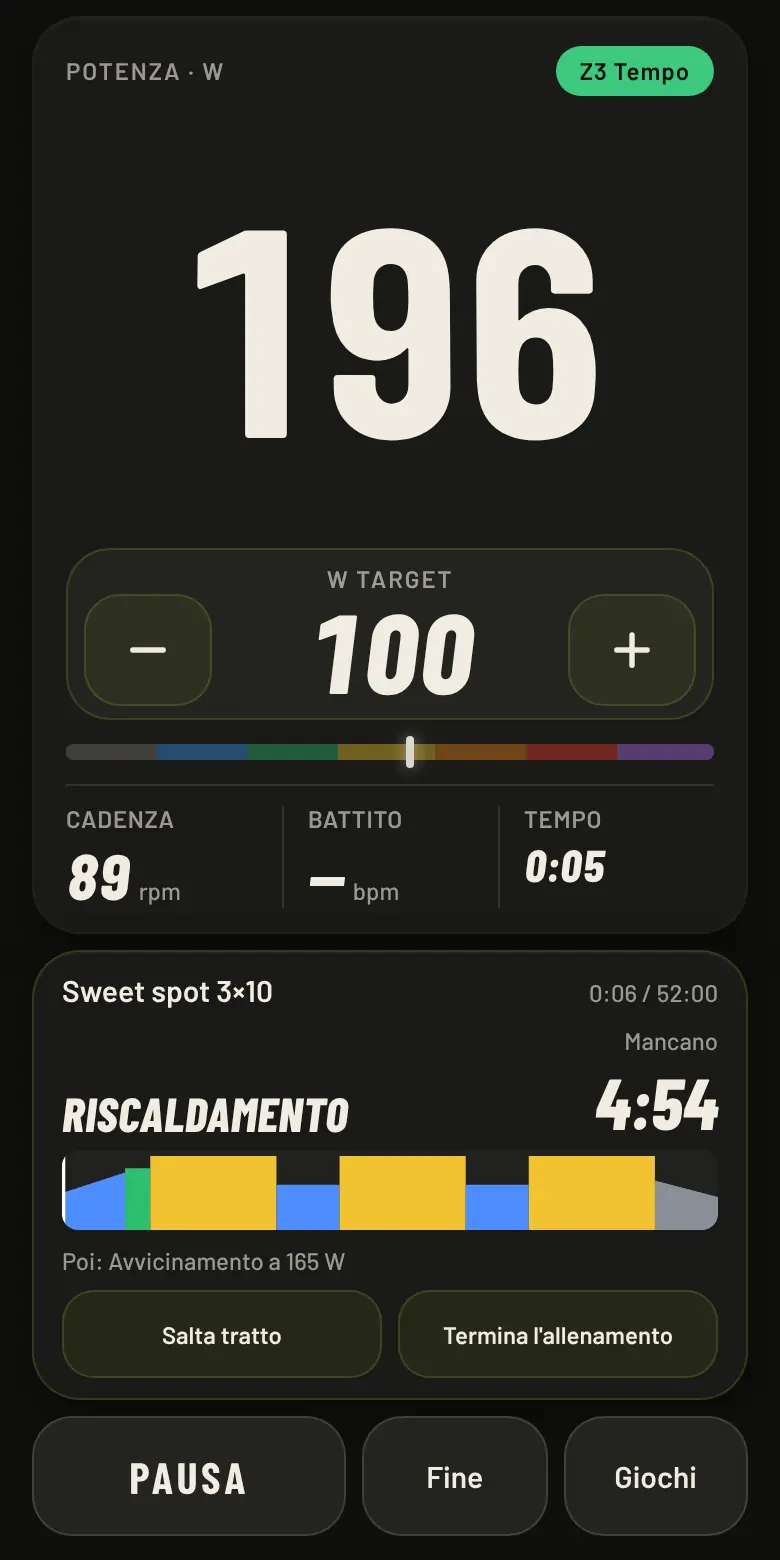 POTENZA · W
Z3 Tempo
196
W TARGET
−
100
+
CADENZA
BATTITO
TEMPO
89 rpm
– bpm
0:05
Sweet spot 3×10
0:06 / 52:00
Mancano
RISCALDAMENTO
4:54
Poi: Avvicinamento a 165 W
Salta tratto
Termina l'allenamento
PAUSA
Fine
Giochi